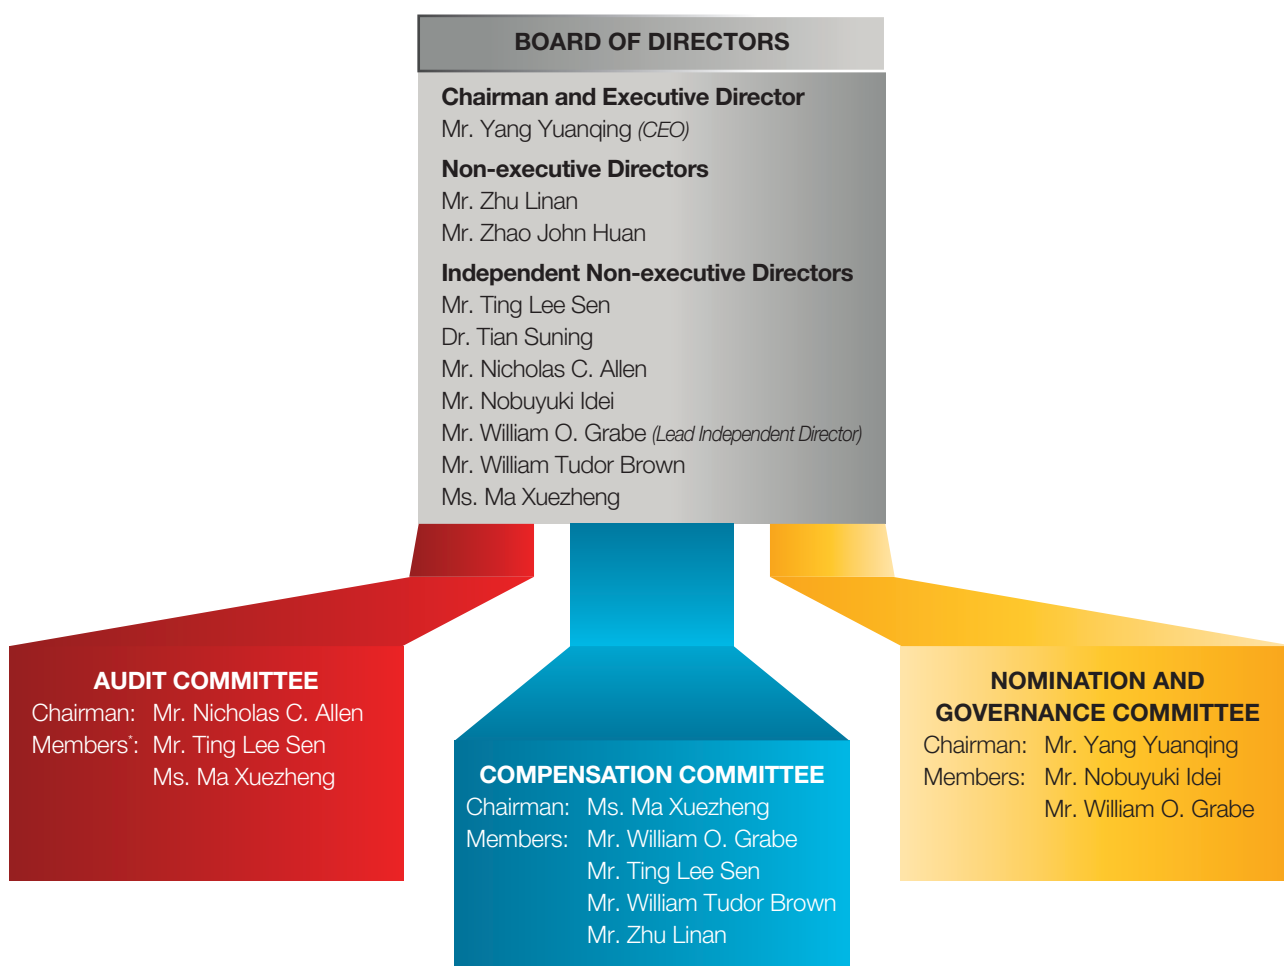 BOARD OF DIRECTORS
Chairman and Executive Director
Mr. Yang Yuanqing (CEO)
Non-executive Directors
Mr. Zhu Linan
Mr. Zhao John Huan
Independent Non-executive Directors
Mr. Ting Lee Sen
Dr. Tian Suning
Mr. Nicholas C. Allen
Mr. Nobuyuki Idei
Mr. William O. Grabe (Lead Independent Director)
Mr. William Tudor Brown
Ms. Ma Xuezheng
AUDIT COMMITTEE
Chairman: Mr. Nicholas C. Allen
Members*: Mr. Ting Lee Sen
Ms. Ma Xuezheng
COMPENSATION COMMITTEE
Chairman: Ms. Ma Xuezheng
Members: Mr. William O. Grabe
Mr. Ting Lee Sen
Mr. William Tudor Brown
Mr. Zhu Linan
NOMINATION AND
GOVERNANCE COMMITTEE
Chairman: Mr. Yang Yuanqing
Members: Mr. Nobuyuki Idei
Mr. William O. Grabe